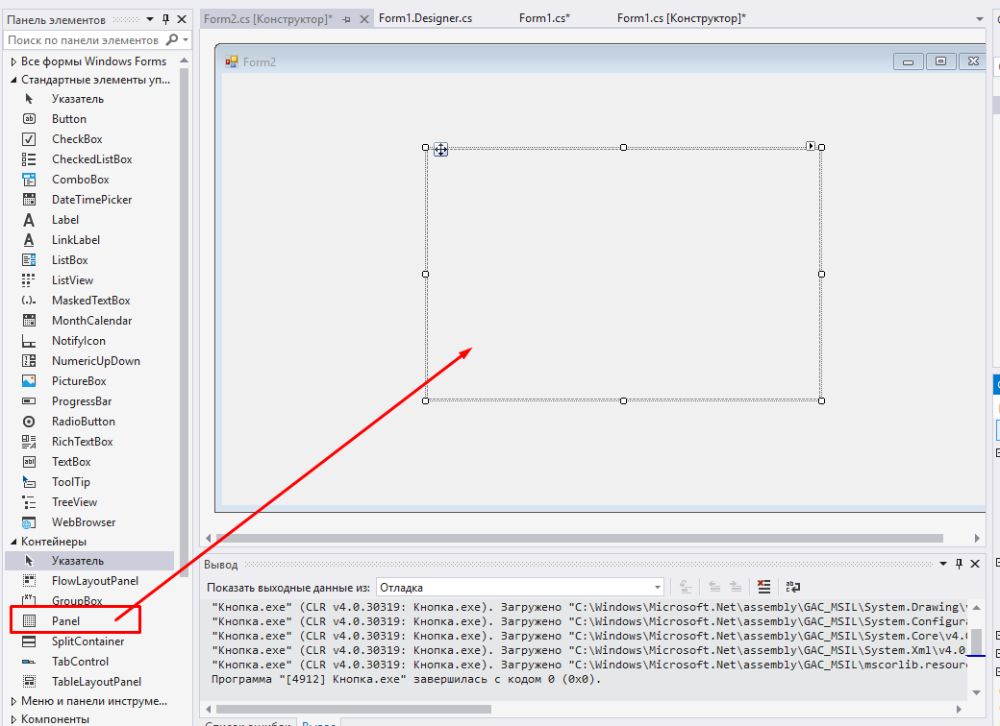 Панель элементов
Form2.cs [Конструктор]*
Form1.Designer.cs
Form1.cs*
Form1.cs [Конструктор]*
Поиск по панели элементов
Все формы Windows Forms
Стандартные элементы уп...
Указатель
Button
CheckBox
CheckedListBox
ComboBox
DateTimePicker
Label
LinkLabel
ListBox
ListView
MaskedTextBox
MonthCalendar
NotifyIcon
NumericUpDown
PictureBox
ProgressBar
RadioButton
RichTextBox
TextBox
ToolTip
TreeView
WebBrowser
Контейнеры
Указатель
FlowLayoutPanel
GroupBox
Panel
SplitContainer
TabControl
TableLayoutPanel
Меню и панели инструме...
Компоненты
Form2
Вывод
Показать выходные данные из:
Отладка
"Кнопка.exe" (CLR v4.0.30319: Кнопка.exe). Загружено "C:\Windows\Microsoft.Net\assembly\GAC_MSIL\System.Drawing\
"Кнопка.exe" (CLR v4.0.30319: Кнопка.exe). Загружено "C:\Windows\Microsoft.Net\assembly\GAC_MSIL\System.Configur
"Кнопка.exe" (CLR v4.0.30319: Кнопка.exe). Загружено "C:\Windows\Microsoft.Net\assembly\GAC_MSIL\System.Core\v4.
"Кнопка.exe" (CLR v4.0.30319: Кнопка.exe). Загружено "C:\Windows\Microsoft.Net\assembly\GAC_MSIL\System.Xml\v4.0
"Кнопка.exe" (CLR v4.0.30319: Кнопка.exe). Загружено "C:\Windows\Microsoft.Net\assembly\GAC_MSIL\mscorlib.resour
Программа "[4912] Кнопка.exe" завершилась с кодом 0 (0x0).
Список ошибок
Вывод